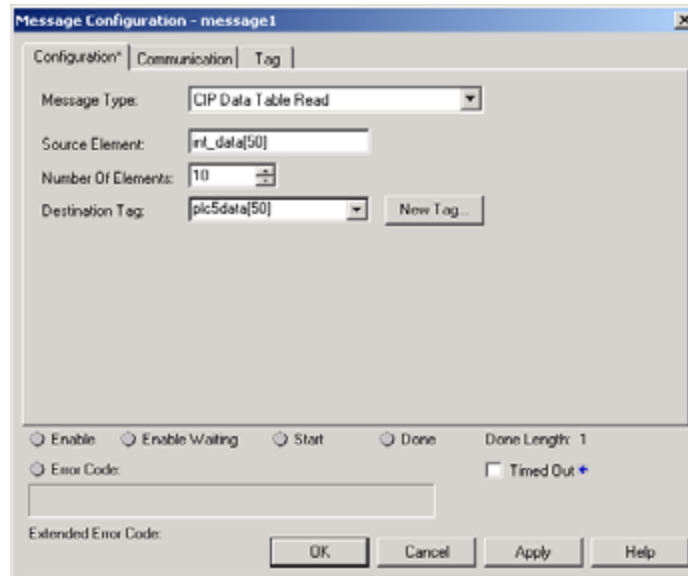 Message Configuration - message1
Configuration* Communication Tag
Message Type: CIP Data Table Read
Source Element: int_data[50]
Number Of Elements: 10
Destination Tag: plc5data[50] New Tag...
Enable Enable Waiting Start Done Done Length: 1
Error Code: Timed Out
Extended Error Code:
OK Cancel Apply Help